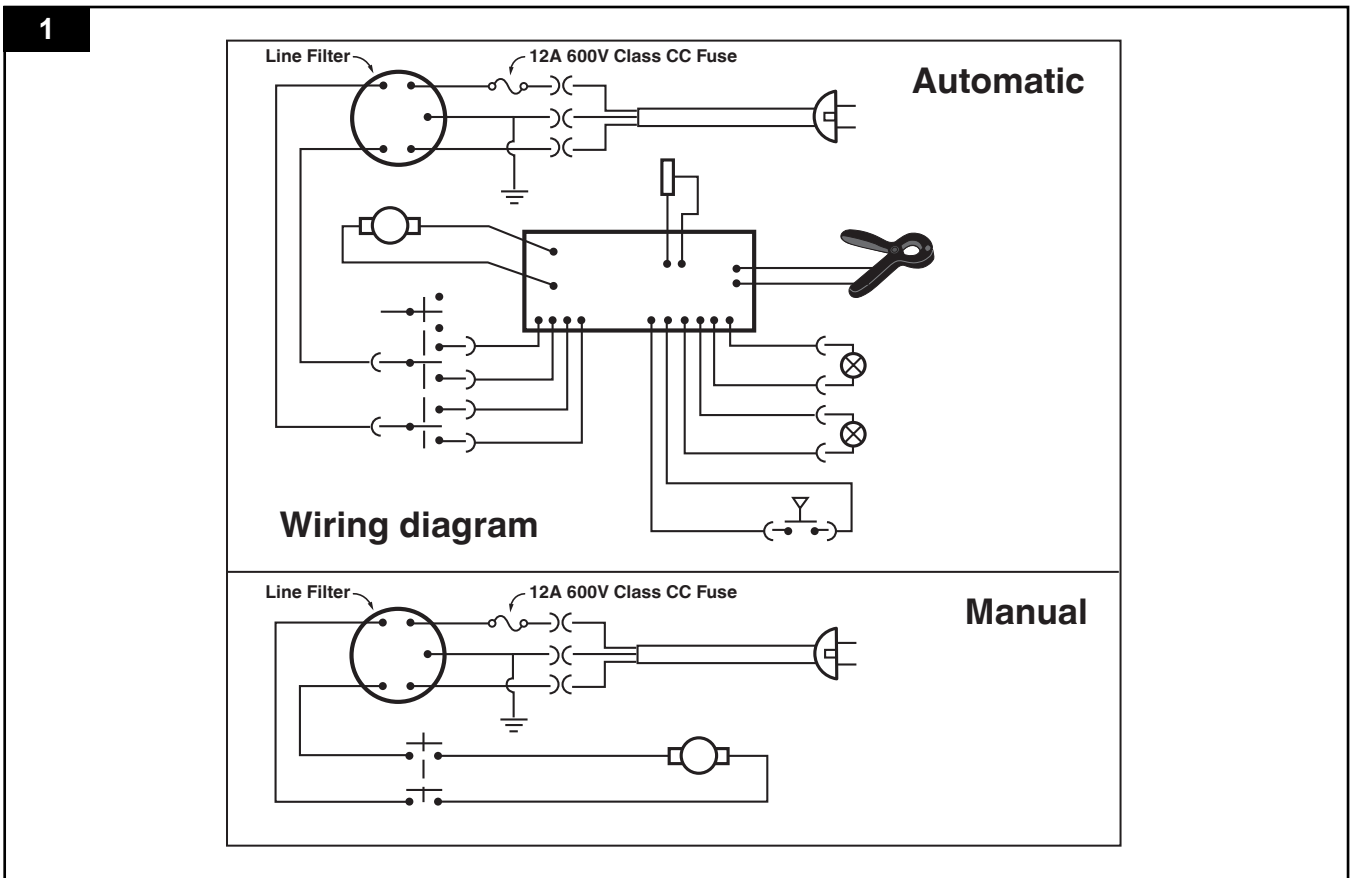 1
Line Filter
12A 600V Class CC Fuse
Automatic
Wiring diagram
Line Filter
12A 600V Class CC Fuse
Manual